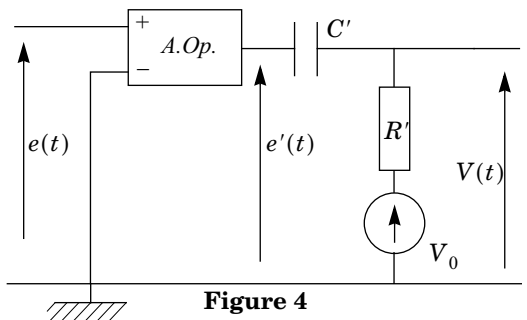 +
A.Op.
−
C'
e(t)
e'(t)
R'
V(t)
V₀
Figure 4